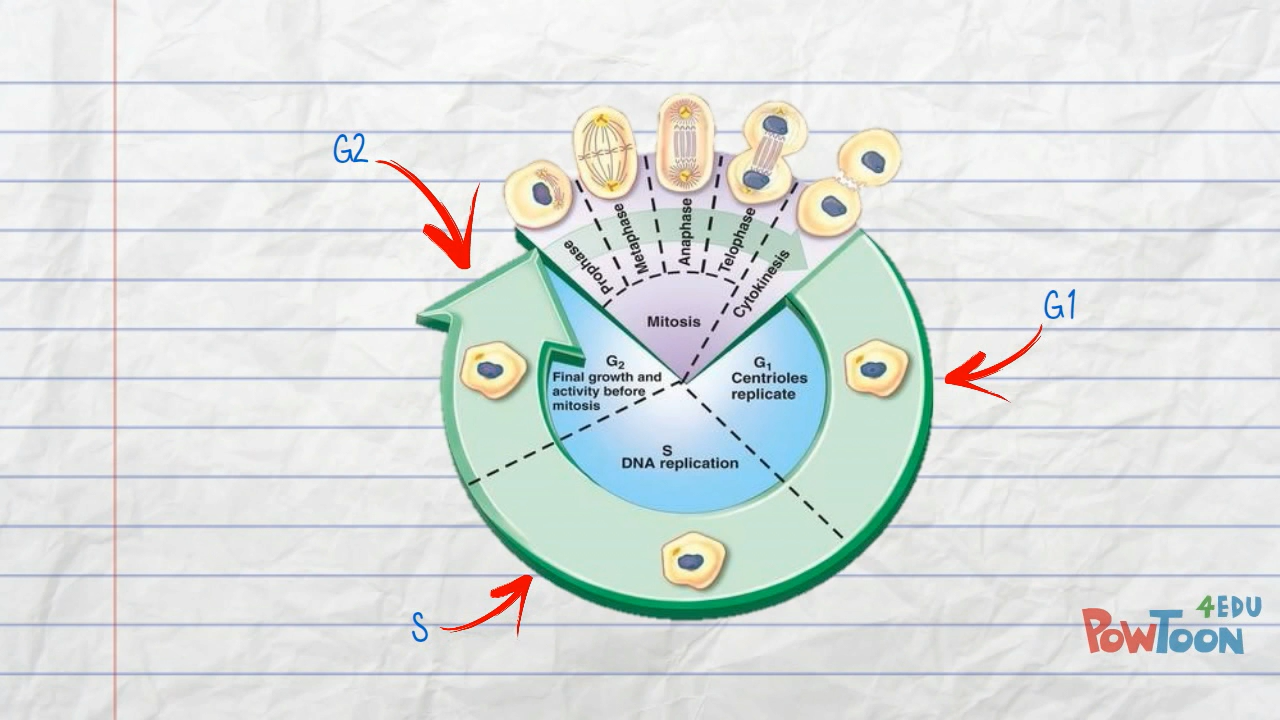 G2
Prophase
Metaphase
Anaphase
Telophase
Cytokinesis
Mitosis
G1
G₂
Final growth and
activity before
mitosis
G₁
Centrioles
replicate
S
DNA replication
S
4EDU
POWTOON